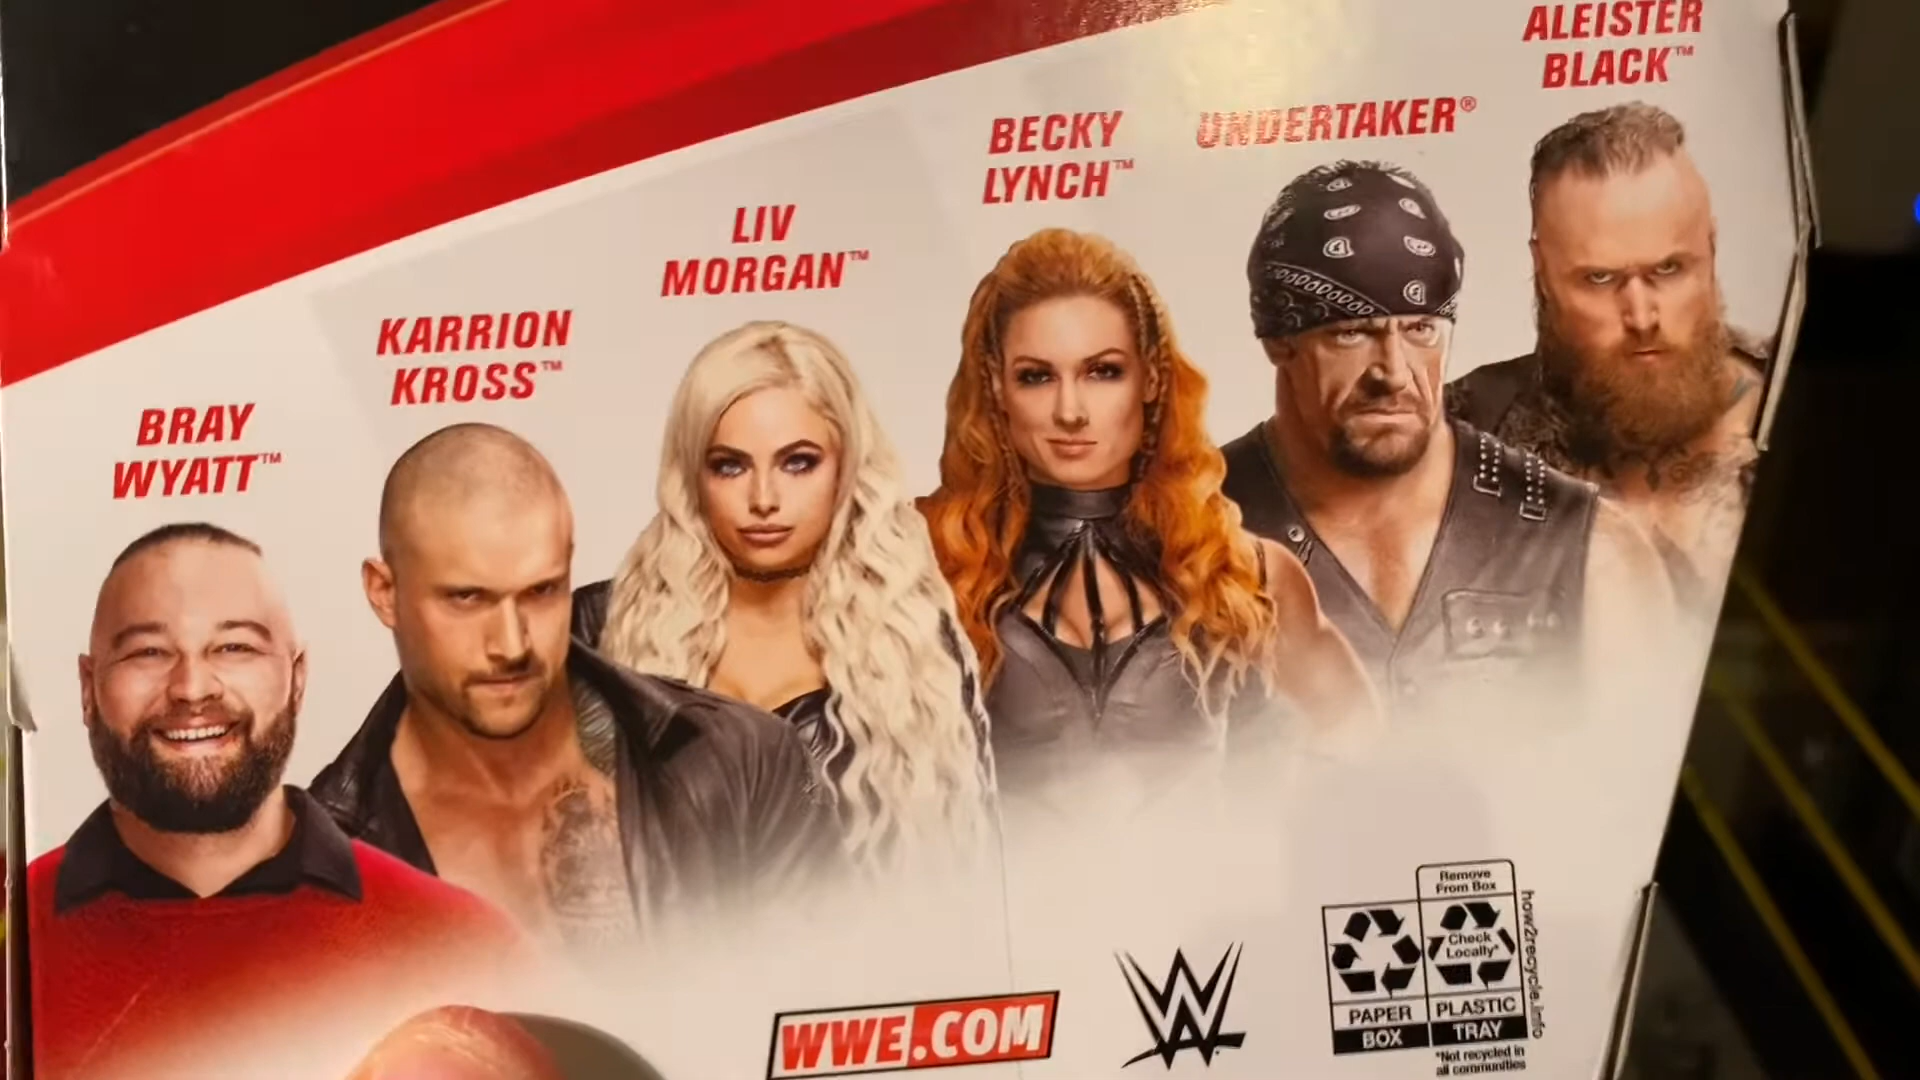 BRAY
WYATT™
KARRION
KROSS™
LIV
MORGAN™
BECKY
LYNCH™
UNDERTAKER®
ALEISTER
BLACK™
WWE.COM
W
Remove
From Box
Check
Locally*
PAPER
BOX
PLASTIC
TRAY
*Not recycled in
all communities
how2recycle.info